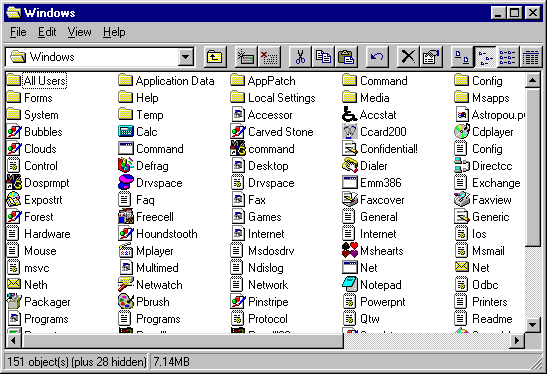 Windows
File Edit View Help
Windows
All Users Application Data AppPatch Command Config
Forms Help Local Settings Media Msapps
System Temp Accessor Accstat Astropou.p
Bubbles Calc Carved Stone Ccard200 Cdplayer
Clouds Command command Confidential! Config
Control Defrag Desktop Dialer Directcc
Dosprmpt Drvspace Drvspace Emm386 Exchange
Expostrt Faq Fax Faxcover Faxview
Forest Freecell Games General Generic
Hardware Houndstooth Internet Internet Ios
Mouse Mplayer Msdosdrv Mshearts Msmail
msvc Multimed Ndislog Net Net
Neth Netwatch Network Notepad Odbc
Packager Pbrush Pinstripe Powerpnt Printers
Programs Programs Protocol Qtw Readme
151 object(s) (plus 28 hidden) 7.14MB